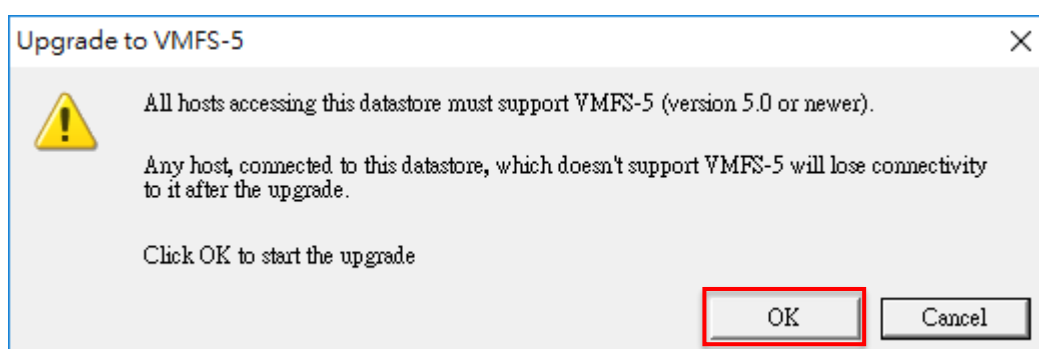 Upgrade to VMFS-5
All hosts accessing this datastore must support VMFS-5 (version 5.0 or newer).
Any host, connected to this datastore, which doesn't support VMFS-5 will lose connectivity
to it after the upgrade.
Click OK to start the upgrade
OK Cancel